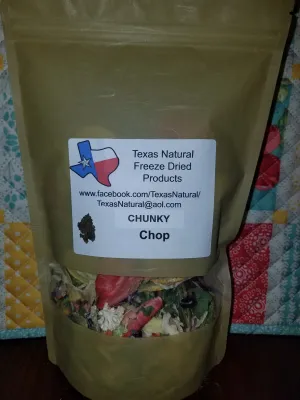 Texas Natural
Freeze Dried
Products
www.facebook.com/TexasNatural/
TexasNatural@aol.com
CHUNKY
Chop